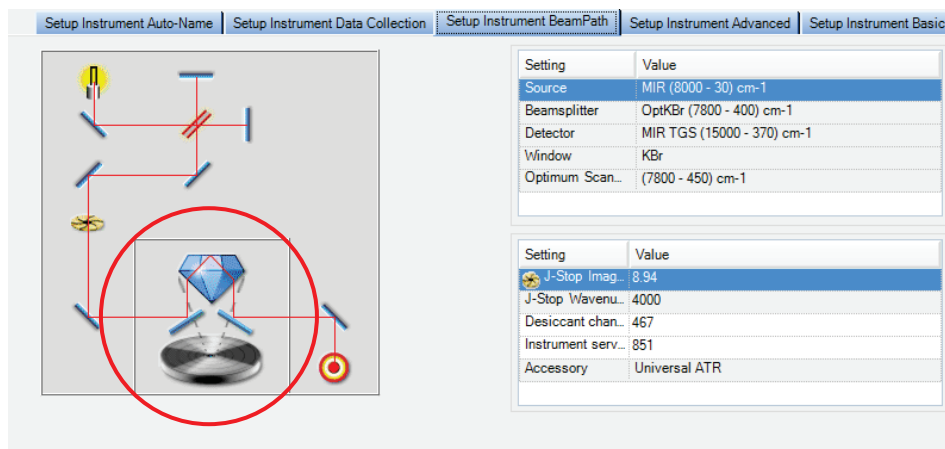 Setup Instrument Auto-Name Setup Instrument Data Collection Setup Instrument BeamPath Setup Instrument Advanced Setup Instrument Basic
Setting Value
Source MIR (8000 - 30) cm-1
Beamsplitter OptKBr (7800 - 400) cm-1
Detector MIR TGS (15000 - 370) cm-1
Window KBr
Optimum Scan... (7800 - 450) cm-1
Setting Value
J-Stop Imag... 8.94
J-Stop Wavenu... 4000
Desiccant chan... 467
Instrument serv... 851
Accessory Universal ATR